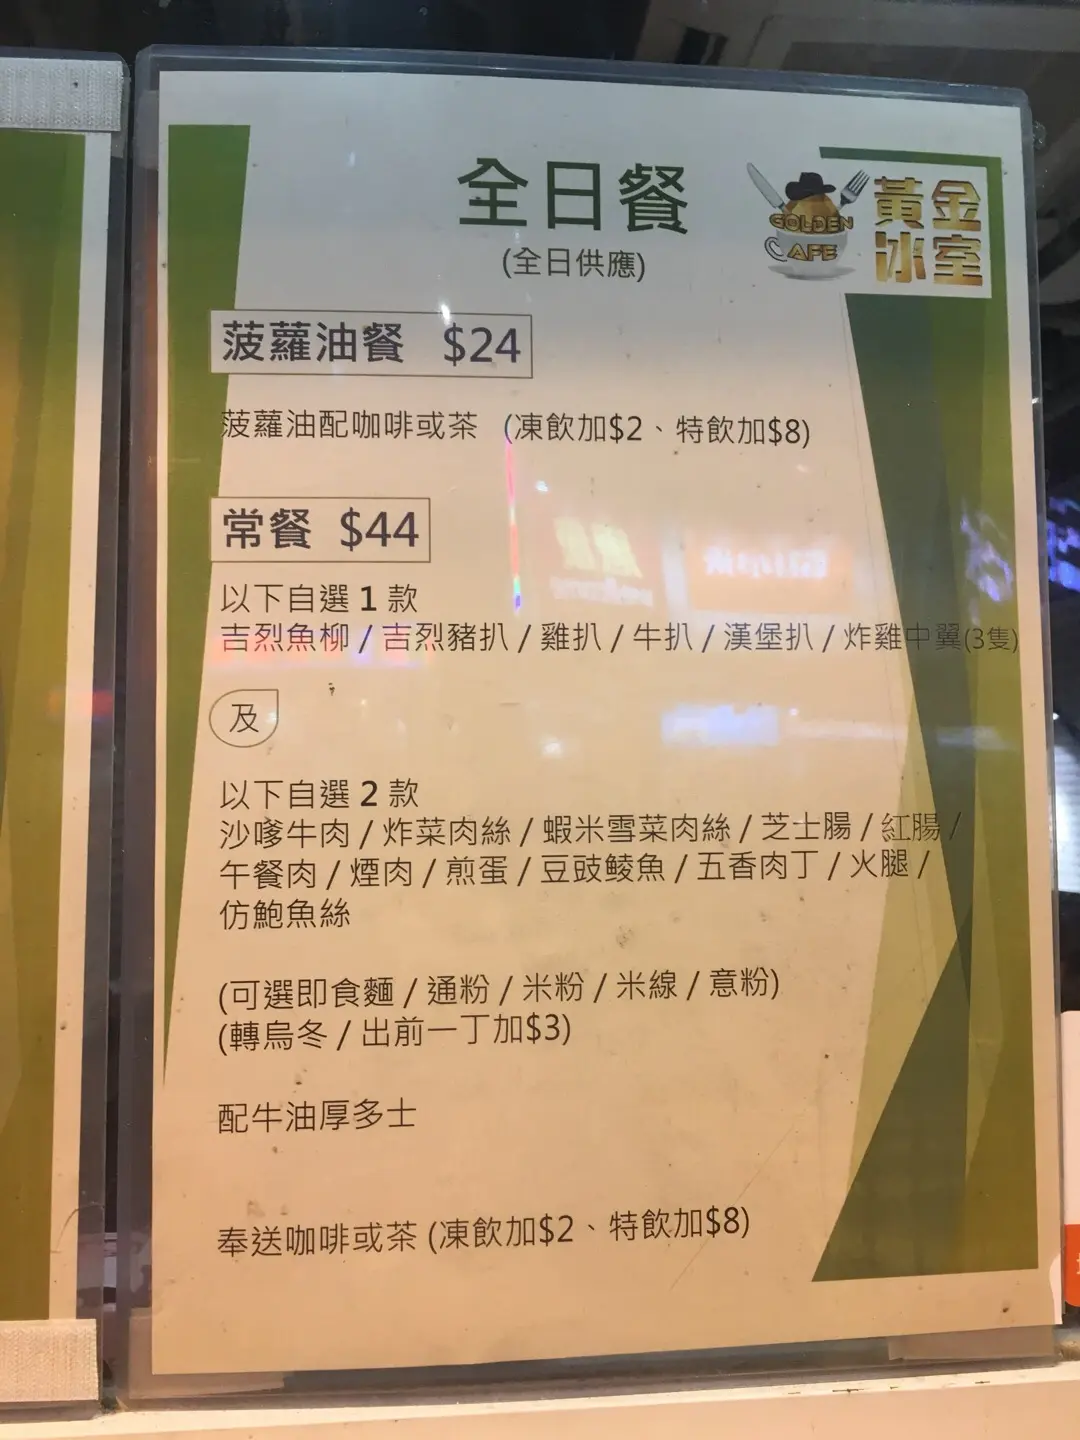 全日餐
(全日供應)
GOLDEN
CAFE
黃金
冰室
菠蘿油餐 $24
菠蘿油配咖啡或茶 (凍飲加$2、特飲加$8)
常餐 $44
以下自選 1 款
吉烈魚柳 / 吉烈豬扒 / 雞扒 / 牛扒 / 漢堡扒 / 炸雞中翼(3隻)
及
以下自選 2 款
沙嗲牛肉 / 炸菜肉絲 / 蝦米雪菜肉絲 / 芝士腸 / 紅腸 /
午餐肉 / 煙肉 / 煎蛋 / 豆豉鯪魚 / 五香肉丁 / 火腿 /
仿鮑魚絲
(可選即食麵 / 通粉 / 米粉 / 米線 / 意粉)
(轉烏冬 / 出前一丁加$3)
配牛油厚多士
奉送咖啡或茶 (凍飲加$2、特飲加$8)